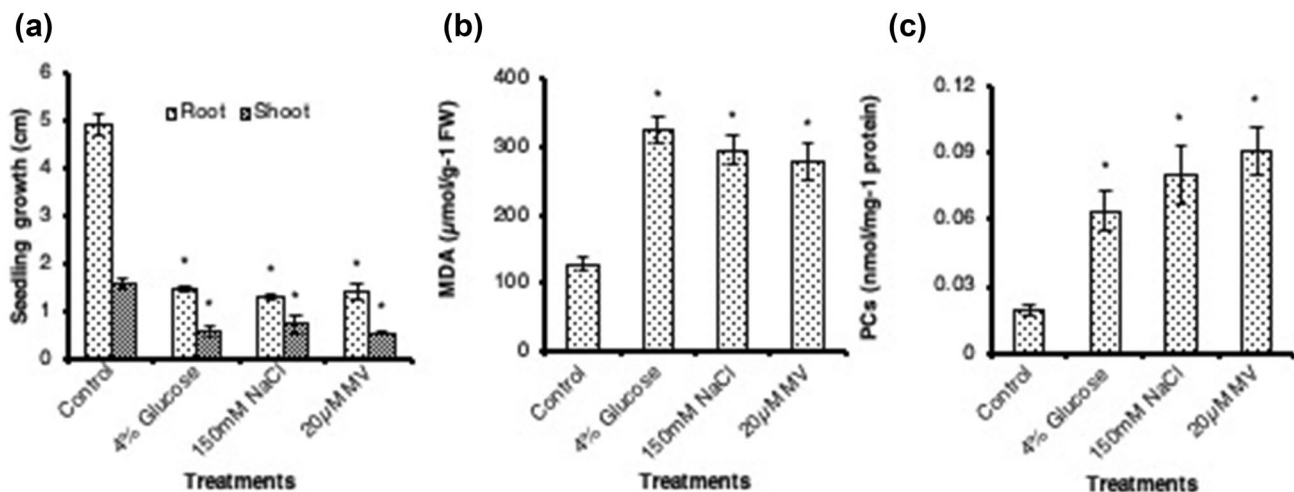 (a)
(b)
(c)
Seedling growth (cm)
6
5
4
3
2
1
0
Root Shoot
* * * * * *
Control
4% Glucose
150mM NaCl
20µM MV
Treatments
MDA (µmol/g-1 FW)
400
300
200
100
0
* * *
Control
4% Glucose
150mM NaCl
20µM MV
Treatments
PCs (nmol/mg-1 protein)
0.12
0.09
0.06
0.03
0
* * *
Control
4% Glucose
150mM NaCl
20µM MV
Treatments